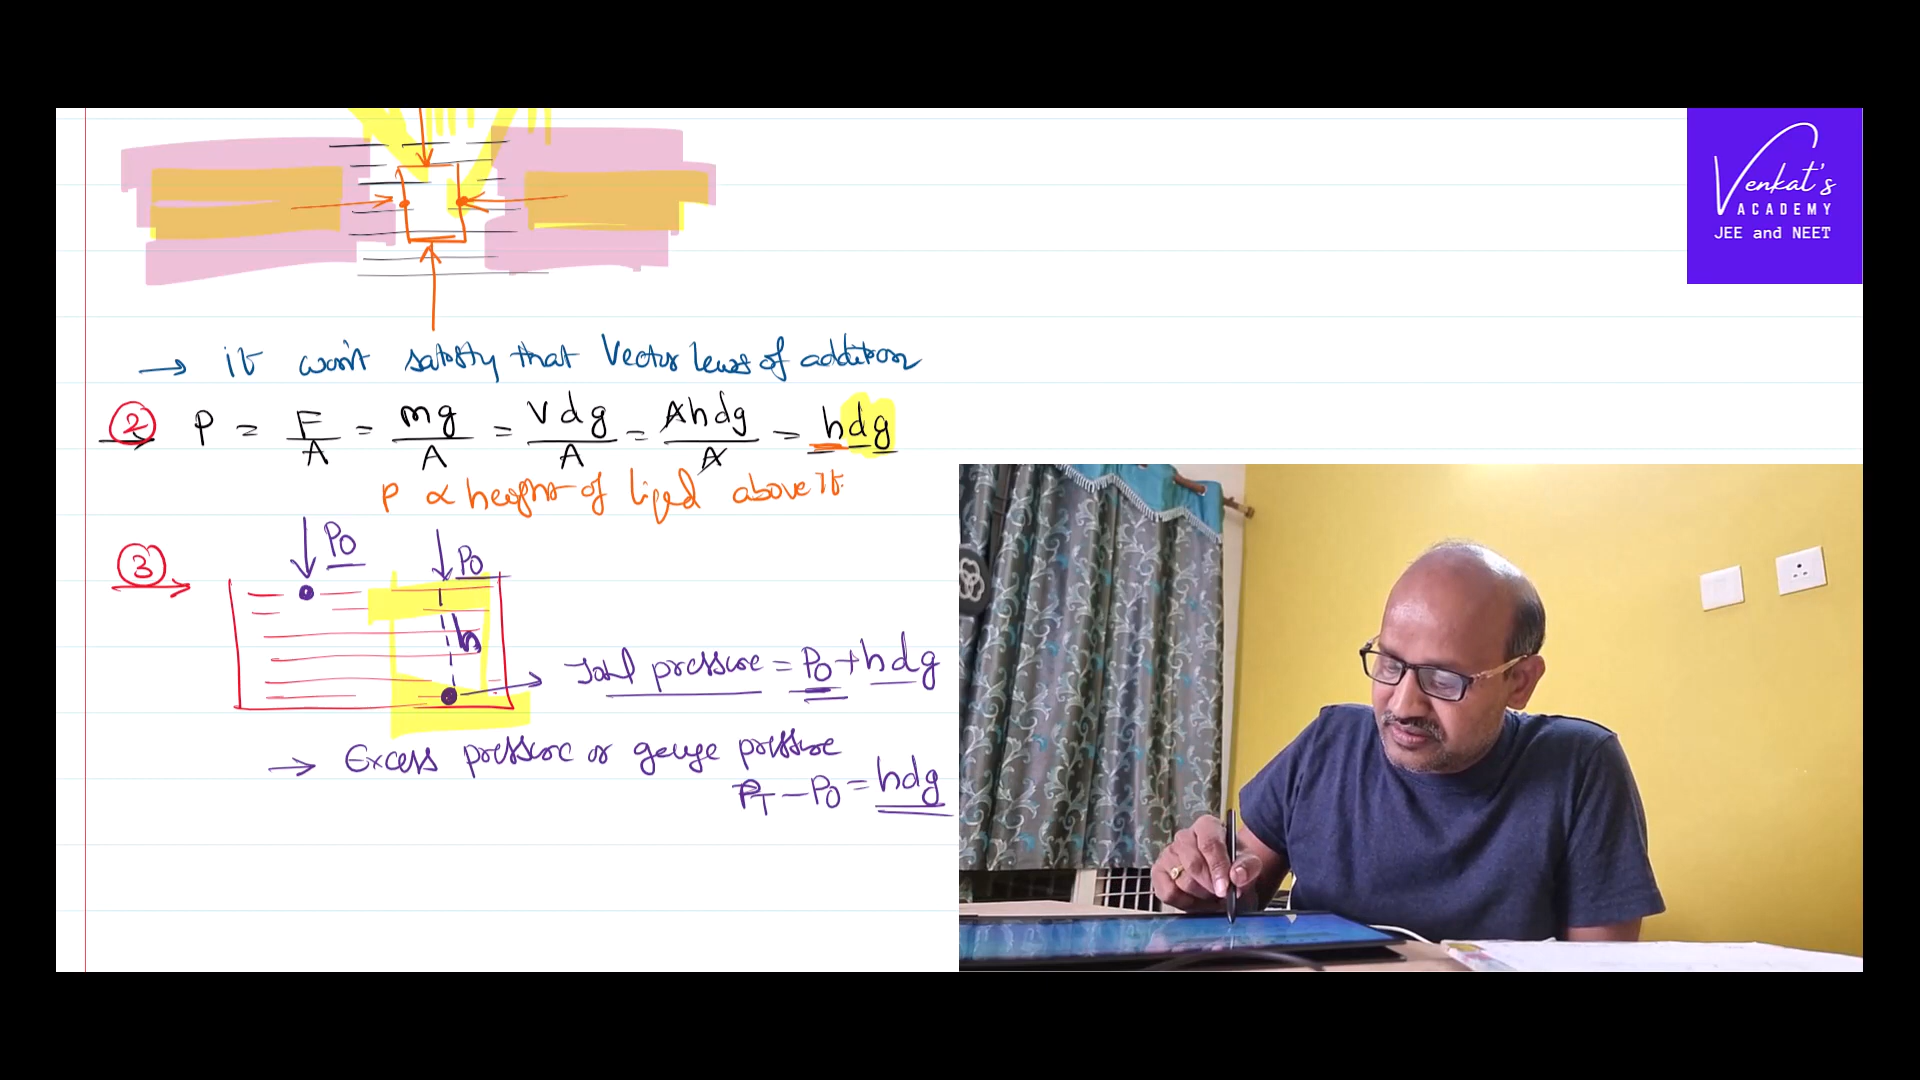 → it won't satisfy that Vector laws of addition
② P = F/A = mg/A = Vdg/A = Ahdg/A = hdg
P ∝ height of liqed above it.
③ →
P0
P0
h
→ Total pressure = P0 + hdg
→ Excess pressure or gauge pressure
PT - P0 = hdg
Venkat's
ACADEMY
JEE and NEET